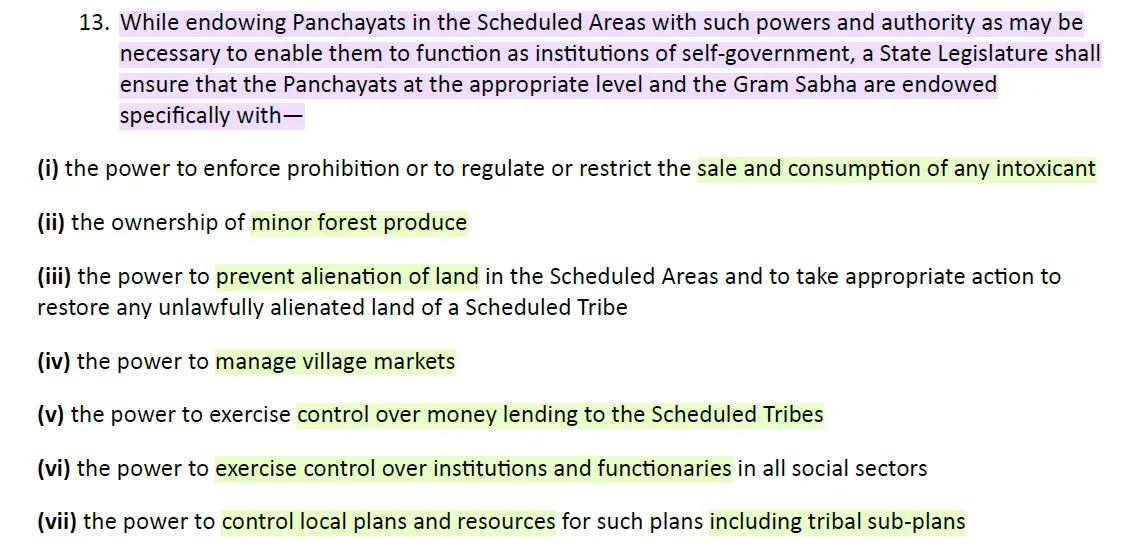 13. While endowing Panchayats in the Scheduled Areas with such powers and authority as may be
necessary to enable them to function as institutions of self-government, a State Legislature shall
ensure that the Panchayats at the appropriate level and the Gram Sabha are endowed
specifically with—
(i) the power to enforce prohibition or to regulate or restrict the sale and consumption of any intoxicant
(ii) the ownership of minor forest produce
(iii) the power to prevent alienation of land in the Scheduled Areas and to take appropriate action to
restore any unlawfully alienated land of a Scheduled Tribe
(iv) the power to manage village markets
(v) the power to exercise control over money lending to the Scheduled Tribes
(vi) the power to exercise control over institutions and functionaries in all social sectors
(vii) the power to control local plans and resources for such plans including tribal sub-plans